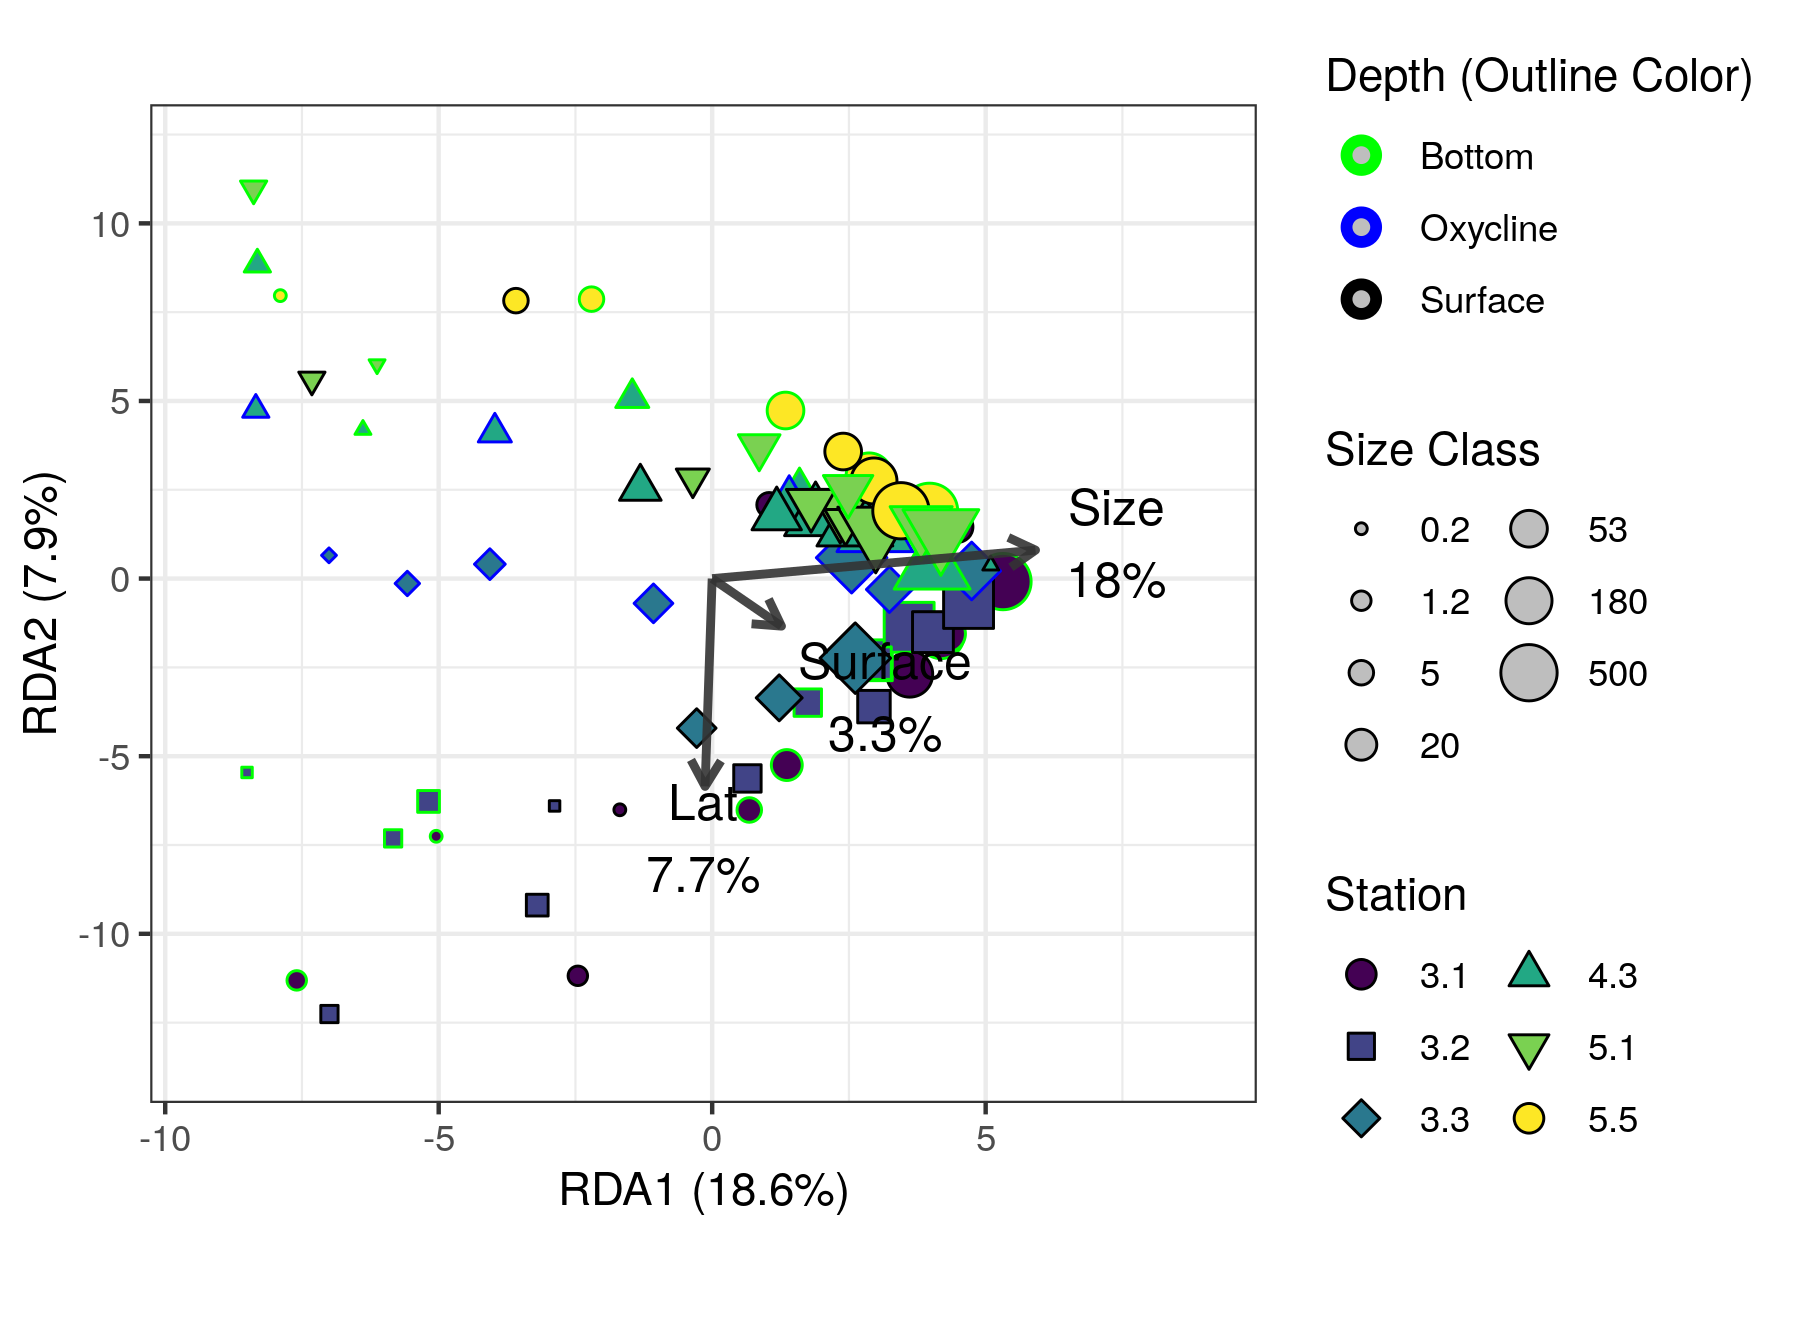 Depth (Outline Color)
Bottom
Oxycline
Surface
Size Class
0.2
53
1.2
180
5
500
20
Station
3.1
4.3
3.2
5.1
3.3
5.5
RDA2 (7.9%)
10
5
0
-5
-10
Size
18%
Surface
3.3%
Lat
7.7%
-10
-5
0
5
RDA1 (18.6%)